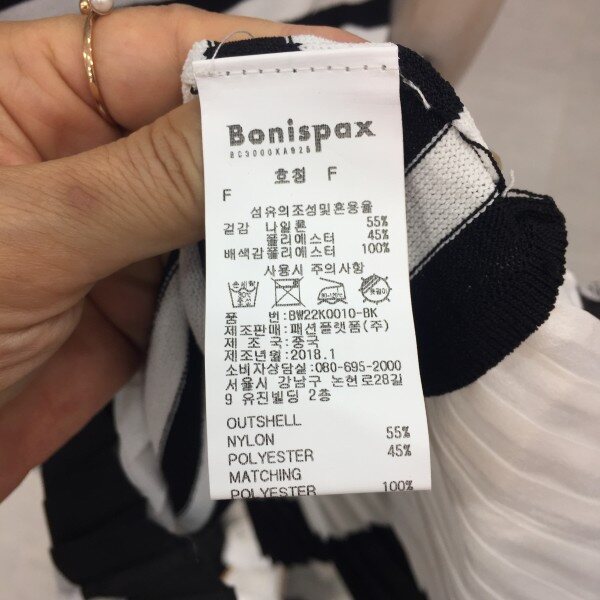 Bonispax
BC3000KA925
호칭 F
F
섬유의조성및혼용율
겉감 나일론 55%
폴리에스터 45%
배색감폴리에스터 100%
사용시 주의사항
품 번:BW22K0010-BK
제조판매:패션플랫폼(주)
제 조 국:중국
제조년월:2018.1
소비자상담실:080-695-2000
서울시 강남구 논현로28길
9 유진빌딩 2층
OUTSHELL
NYLON 55%
POLYESTER 45%
MATCHING
POLYESTER 100%